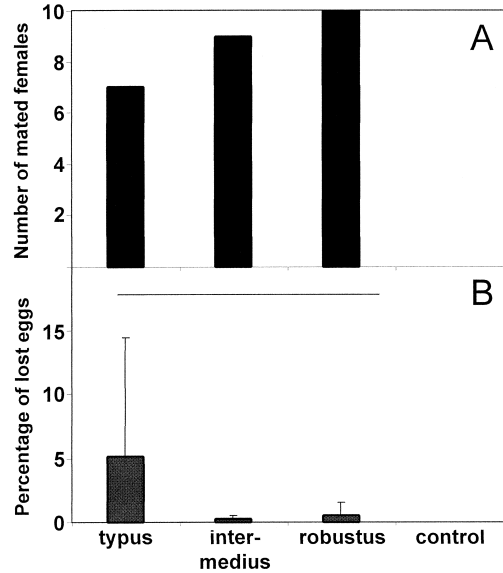 A
Number of mated females
10
8
6
4
2
B
Percentage of lost eggs
15
10
5
0
typus
inter-
medius
robustus
control